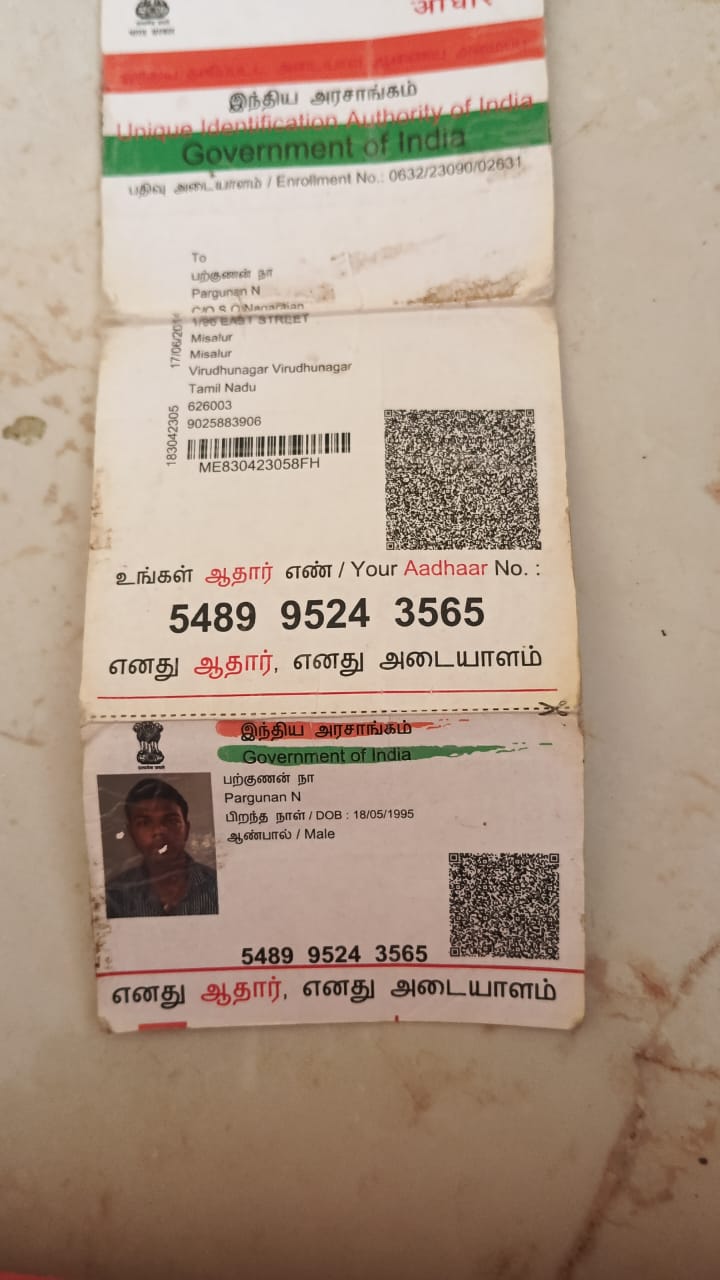 भारत सरकार
आधार
இந்திய அரசாங்கம்
Unique Identification Authority of India
Government of India
பதிவு அடையாளம் / Enrollment No.: 0632/23090/02631
To
பற்குணன் நா
Pargunan N
C/O S.O
EAST STREET
Misalur
Misalur
Virudhunagar Virudhunagar
Tamil Nadu
626003
9025883906
183042305
ME830423058FH
உங்கள் ஆதார் எண் / Your Aadhaar No. :
5489 9524 3565
எனது ஆதார், எனது அடையாளம்
இந்திய அரசாங்கம்
Government of India
பற்குணன் நா
Pargunan N
பிறந்த நாள் / DOB : 18/05/1995
ஆண்பால் / Male
5489 9524 3565
எனது ஆதார், எனது அடையாளம்